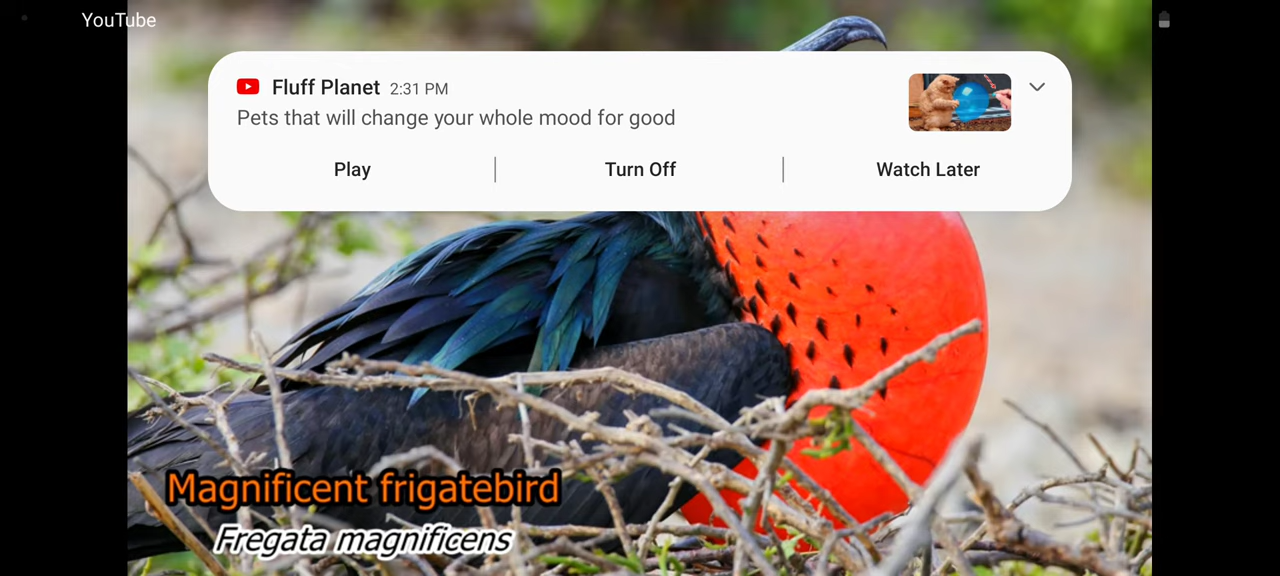 YouTube
Fluff Planet 2:31 PM
Pets that will change your whole mood for good
Play
Turn Off
Watch Later
Magnificent frigatebird
Fregata magnificens